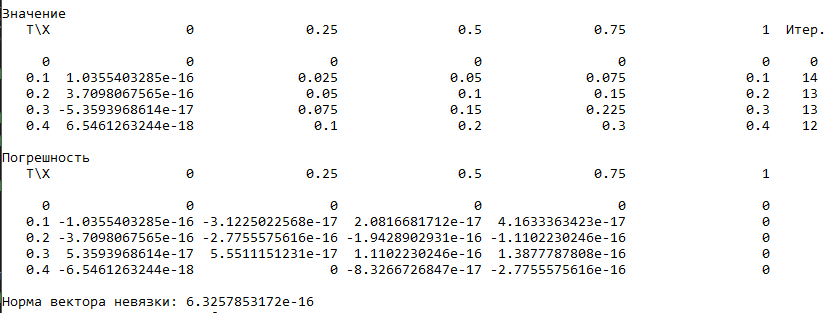 Значение
T\X 0 0.25 0.5 0.75 1 Итер.
0 0 0 0 0 0 0
0.1 1.0355403285e-16 0.025 0.05 0.075 0.1 14
0.2 3.7098067565e-16 0.05 0.1 0.15 0.2 13
0.3 -5.3593968614e-17 0.075 0.15 0.225 0.3 13
0.4 6.5461263244e-18 0.1 0.2 0.3 0.4 12
Погрешность
T\X 0 0.25 0.5 0.75 1
0 0 0 0 0 0
0.1 -1.0355403285e-16 -3.1225022568e-17 2.0816681712e-17 4.1633363423e-17 0
0.2 -3.7098067565e-16 -2.7755575616e-16 -1.9428902931e-16 -1.1102230246e-16 0
0.3 5.3593968614e-17 5.5511151231e-17 1.1102230246e-16 1.3877787808e-16 0
0.4 -6.5461263244e-18 0 -8.3266726847e-17 -2.7755575616e-16 0
Норма вектора невязки: 6.3257853172e-16